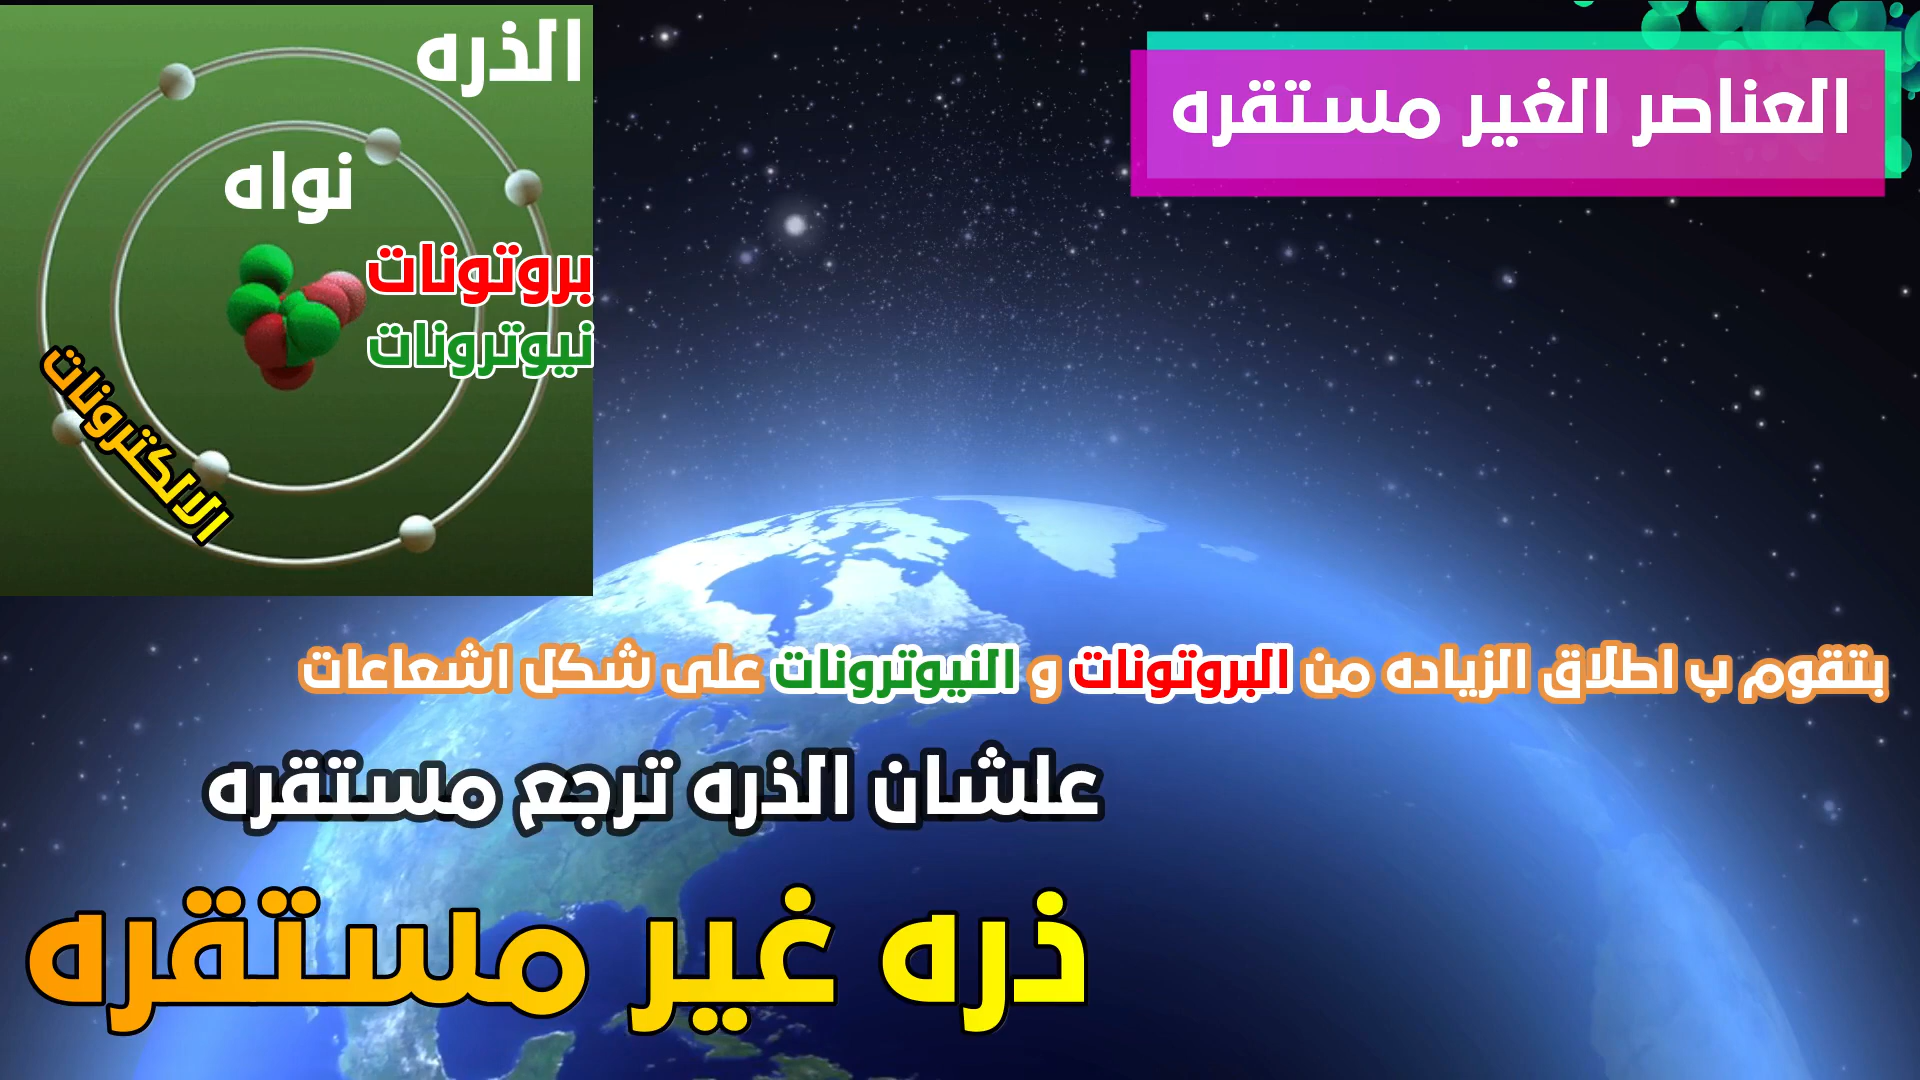 العناصر الغير مستقره
الذره
نواه
بروتونات
نيوترونات
الالكترونات
بتقوم ب اطلاق الزياده من البروتونات و النيوترونات على شكل اشعاعات
علشان الذره ترجع مستقره
ذره غير مستقره